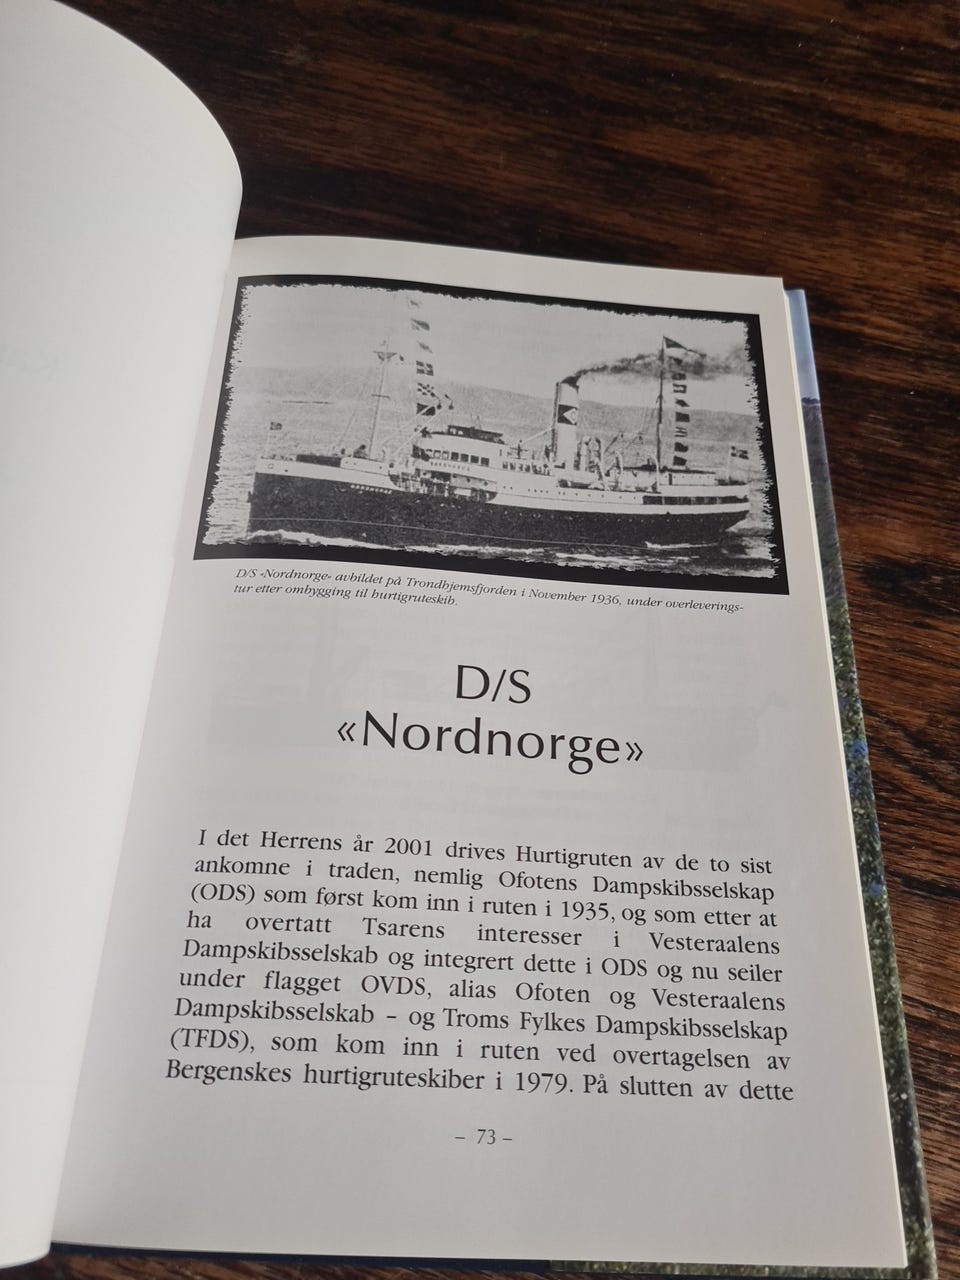 D/S «Nordnorge» avbildet på Trondhjemsfjorden i November 1936, under overleverings-
tur etter ombygging til hurtigruteskib.
D/S
«Nordnorge»
I det Herrens år 2001 drives Hurtigruten av de to sist
ankomne i traden, nemlig Ofotens Dampskibsselskap
(ODS) som først kom inn i ruten i 1935, og som etter at
ha overtatt Tsarens interesser i Vesteraalens
Dampskibsselskab og integrert dette i ODS og nu seiler
under flagget OVDS, alias Ofoten og Vesteraalens
Dampskibsselskab – og Troms Fylkes Dampskibsselskap
(TFDS), som kom inn i ruten ved overtagelsen av
Bergenskes hurtigruteskiber i 1979. På slutten av dette
– 73 –